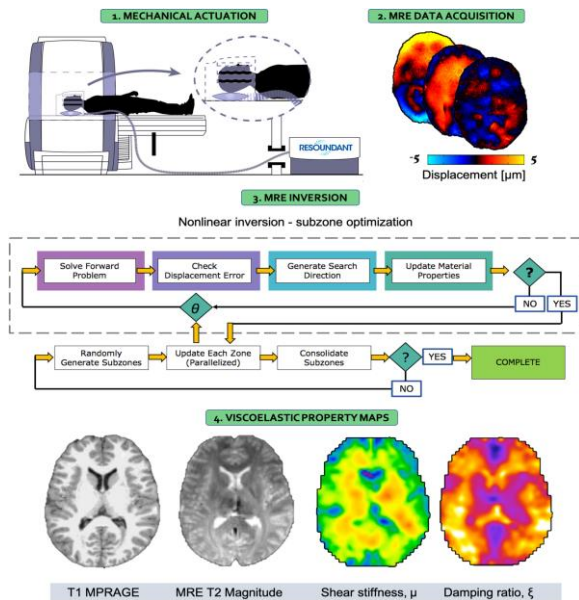 1. MECHANICAL ACTUATION
RESOUNDANT
2. MRE DATA ACQUISITION
-5
5
Displacement [µm]
3. MRE INVERSION
Nonlinear inversion - subzone optimization
Solve Forward
Problem
Check
Displacement Error
Generate Search
Direction
Update Material
Properties
?
NO
YES
θ
Randomly
Generate Subzones
Update Each Zone
(Parallelized)
Consolidate
Subzones
?
YES
NO
COMPLETE
4. VISCOELASTIC PROPERTY MAPS
T1 MPRAGE
MRE T2 Magnitude
Shear stiffness, μ
Damping ratio, ξ